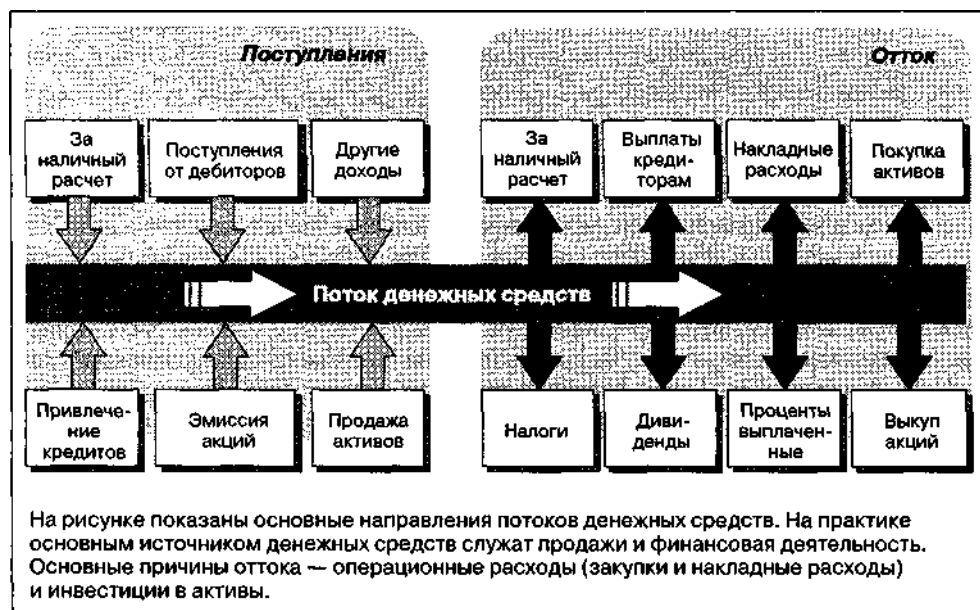 Поступления
Отток
За
наличный
расчет
Поступления
от дебиторов
Другие
доходы
За
наличный
расчет
Выплаты
креди-
торам
Накладные
расходы
Покупка
активов
Поток денежных средств
Привлече-
ние
кредитов
Эмиссия
акций
Продажа
активов
Налоги
Диви-
денды
Проценты
выплачен-
ные
Выкуп
акций
На рисунке показаны основные направления потоков денежных средств. На практике
основным источником денежных средств служат продажи и финансовая деятельность.
Основные причины оттока — операционные расходы (закупки и накладные расходы)
и инвестиции в активы.